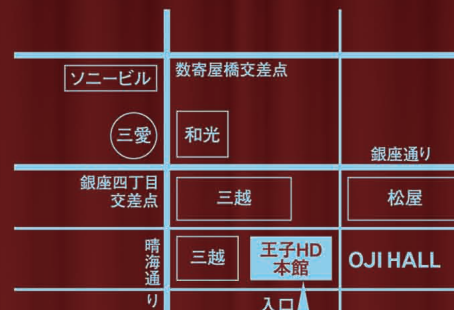 ソニービル
数寄屋橋交差点
三愛
和光
銀座通り
銀座四丁目
交差点
三越
松屋
晴海通り
三越
王子HD
本館
OJI HALL
入口